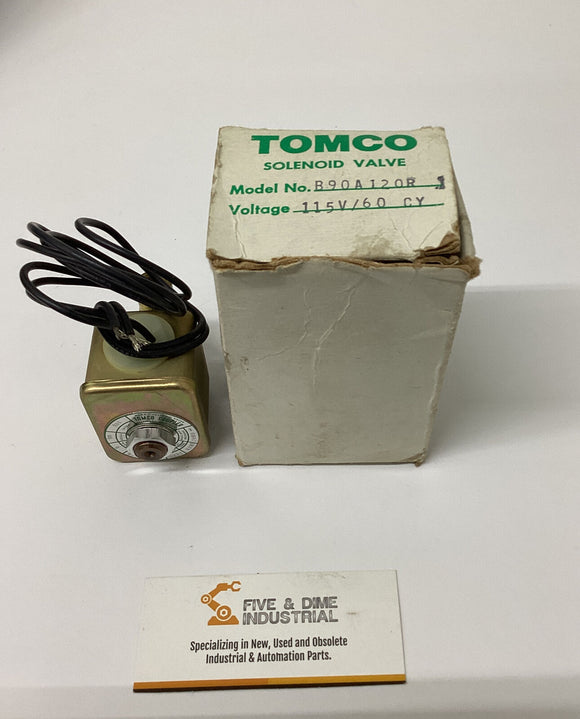 TOMCO
SOLENOID VALVE
Model No. B90A120R 1
Voltage 115V/60 CY
TOMCO
FIVE & DIME
INDUSTRIAL
Specializing in New, Used and Obsolete
Industrial & Automation Parts.